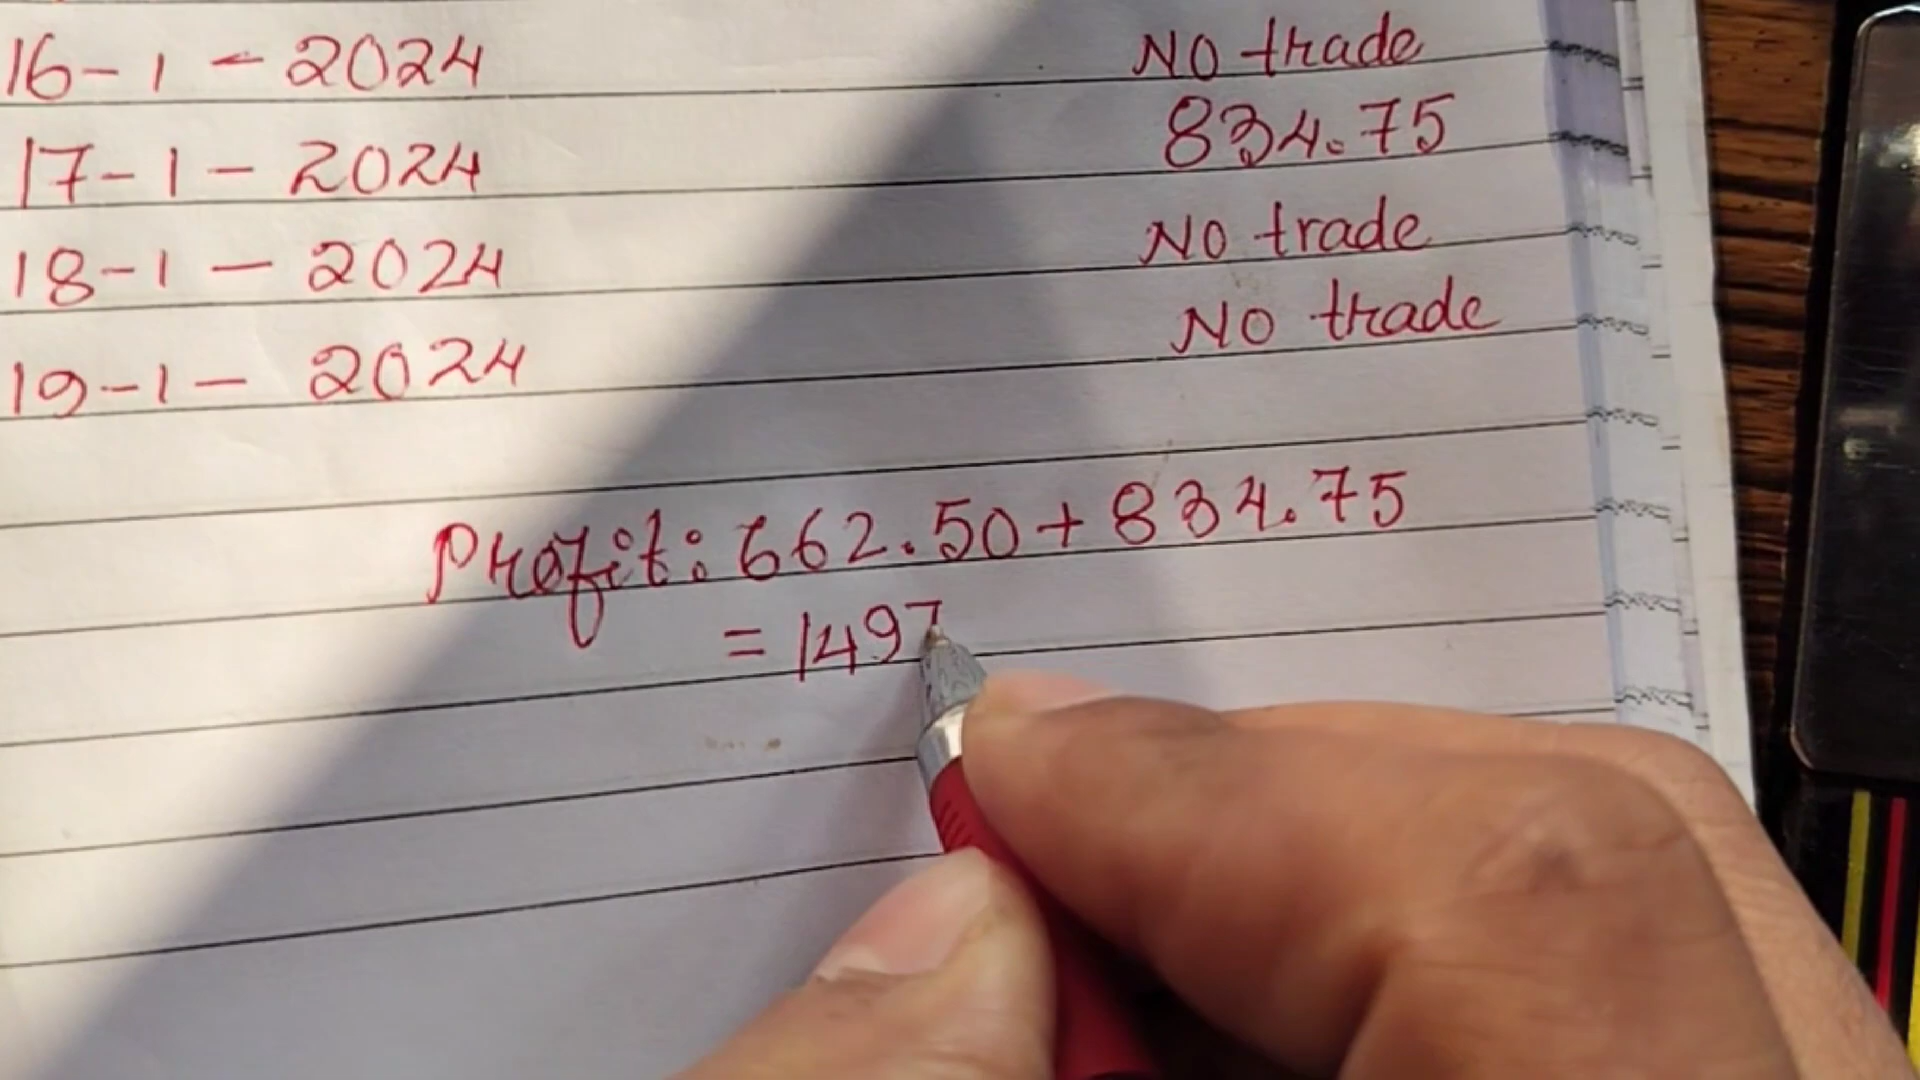 16-1-2024 No trade
17-1-2024 834.75
18-1-2024 No trade
19-1-2024 No trade
Profit: 662.50+834.75
=1497